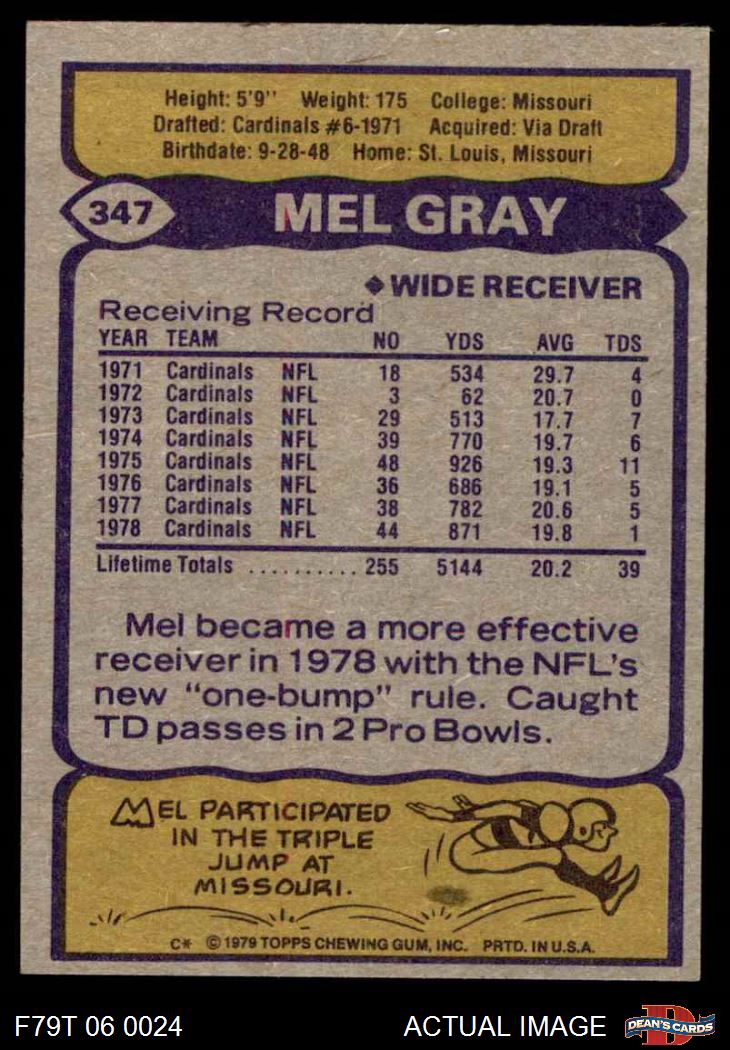 Height: 5'9" Weight: 175 College: Missouri
Drafted: Cardinals #6-1971 Acquired: Via Draft
Birthdate: 9-28-48 Home: St. Louis, Missouri
347 MEL GRAY
◆ WIDE RECEIVER
Receiving Record
YEAR TEAM NO YDS AVG TDS
1971 Cardinals NFL 18 534 29.7 4
1972 Cardinals NFL 3 62 20.7 0
1973 Cardinals NFL 29 513 17.7 7
1974 Cardinals NFL 39 770 19.7 6
1975 Cardinals NFL 48 926 19.3 11
1976 Cardinals NFL 36 686 19.1 5
1977 Cardinals NFL 38 782 20.6 5
1978 Cardinals NFL 44 871 19.8 1
Lifetime Totals .......... 255 5144 20.2 39
Mel became a more effective
receiver in 1978 with the NFL's
new "one-bump" rule. Caught
TD passes in 2 Pro Bowls.
MEL PARTICIPATED
IN THE TRIPLE
JUMP AT
MISSOURI.
C* © 1979 TOPPS CHEWING GUM, INC. PRTD. IN U.S.A.
F79T 06 0024 ACTUAL IMAGE D DEAN'S CARDS